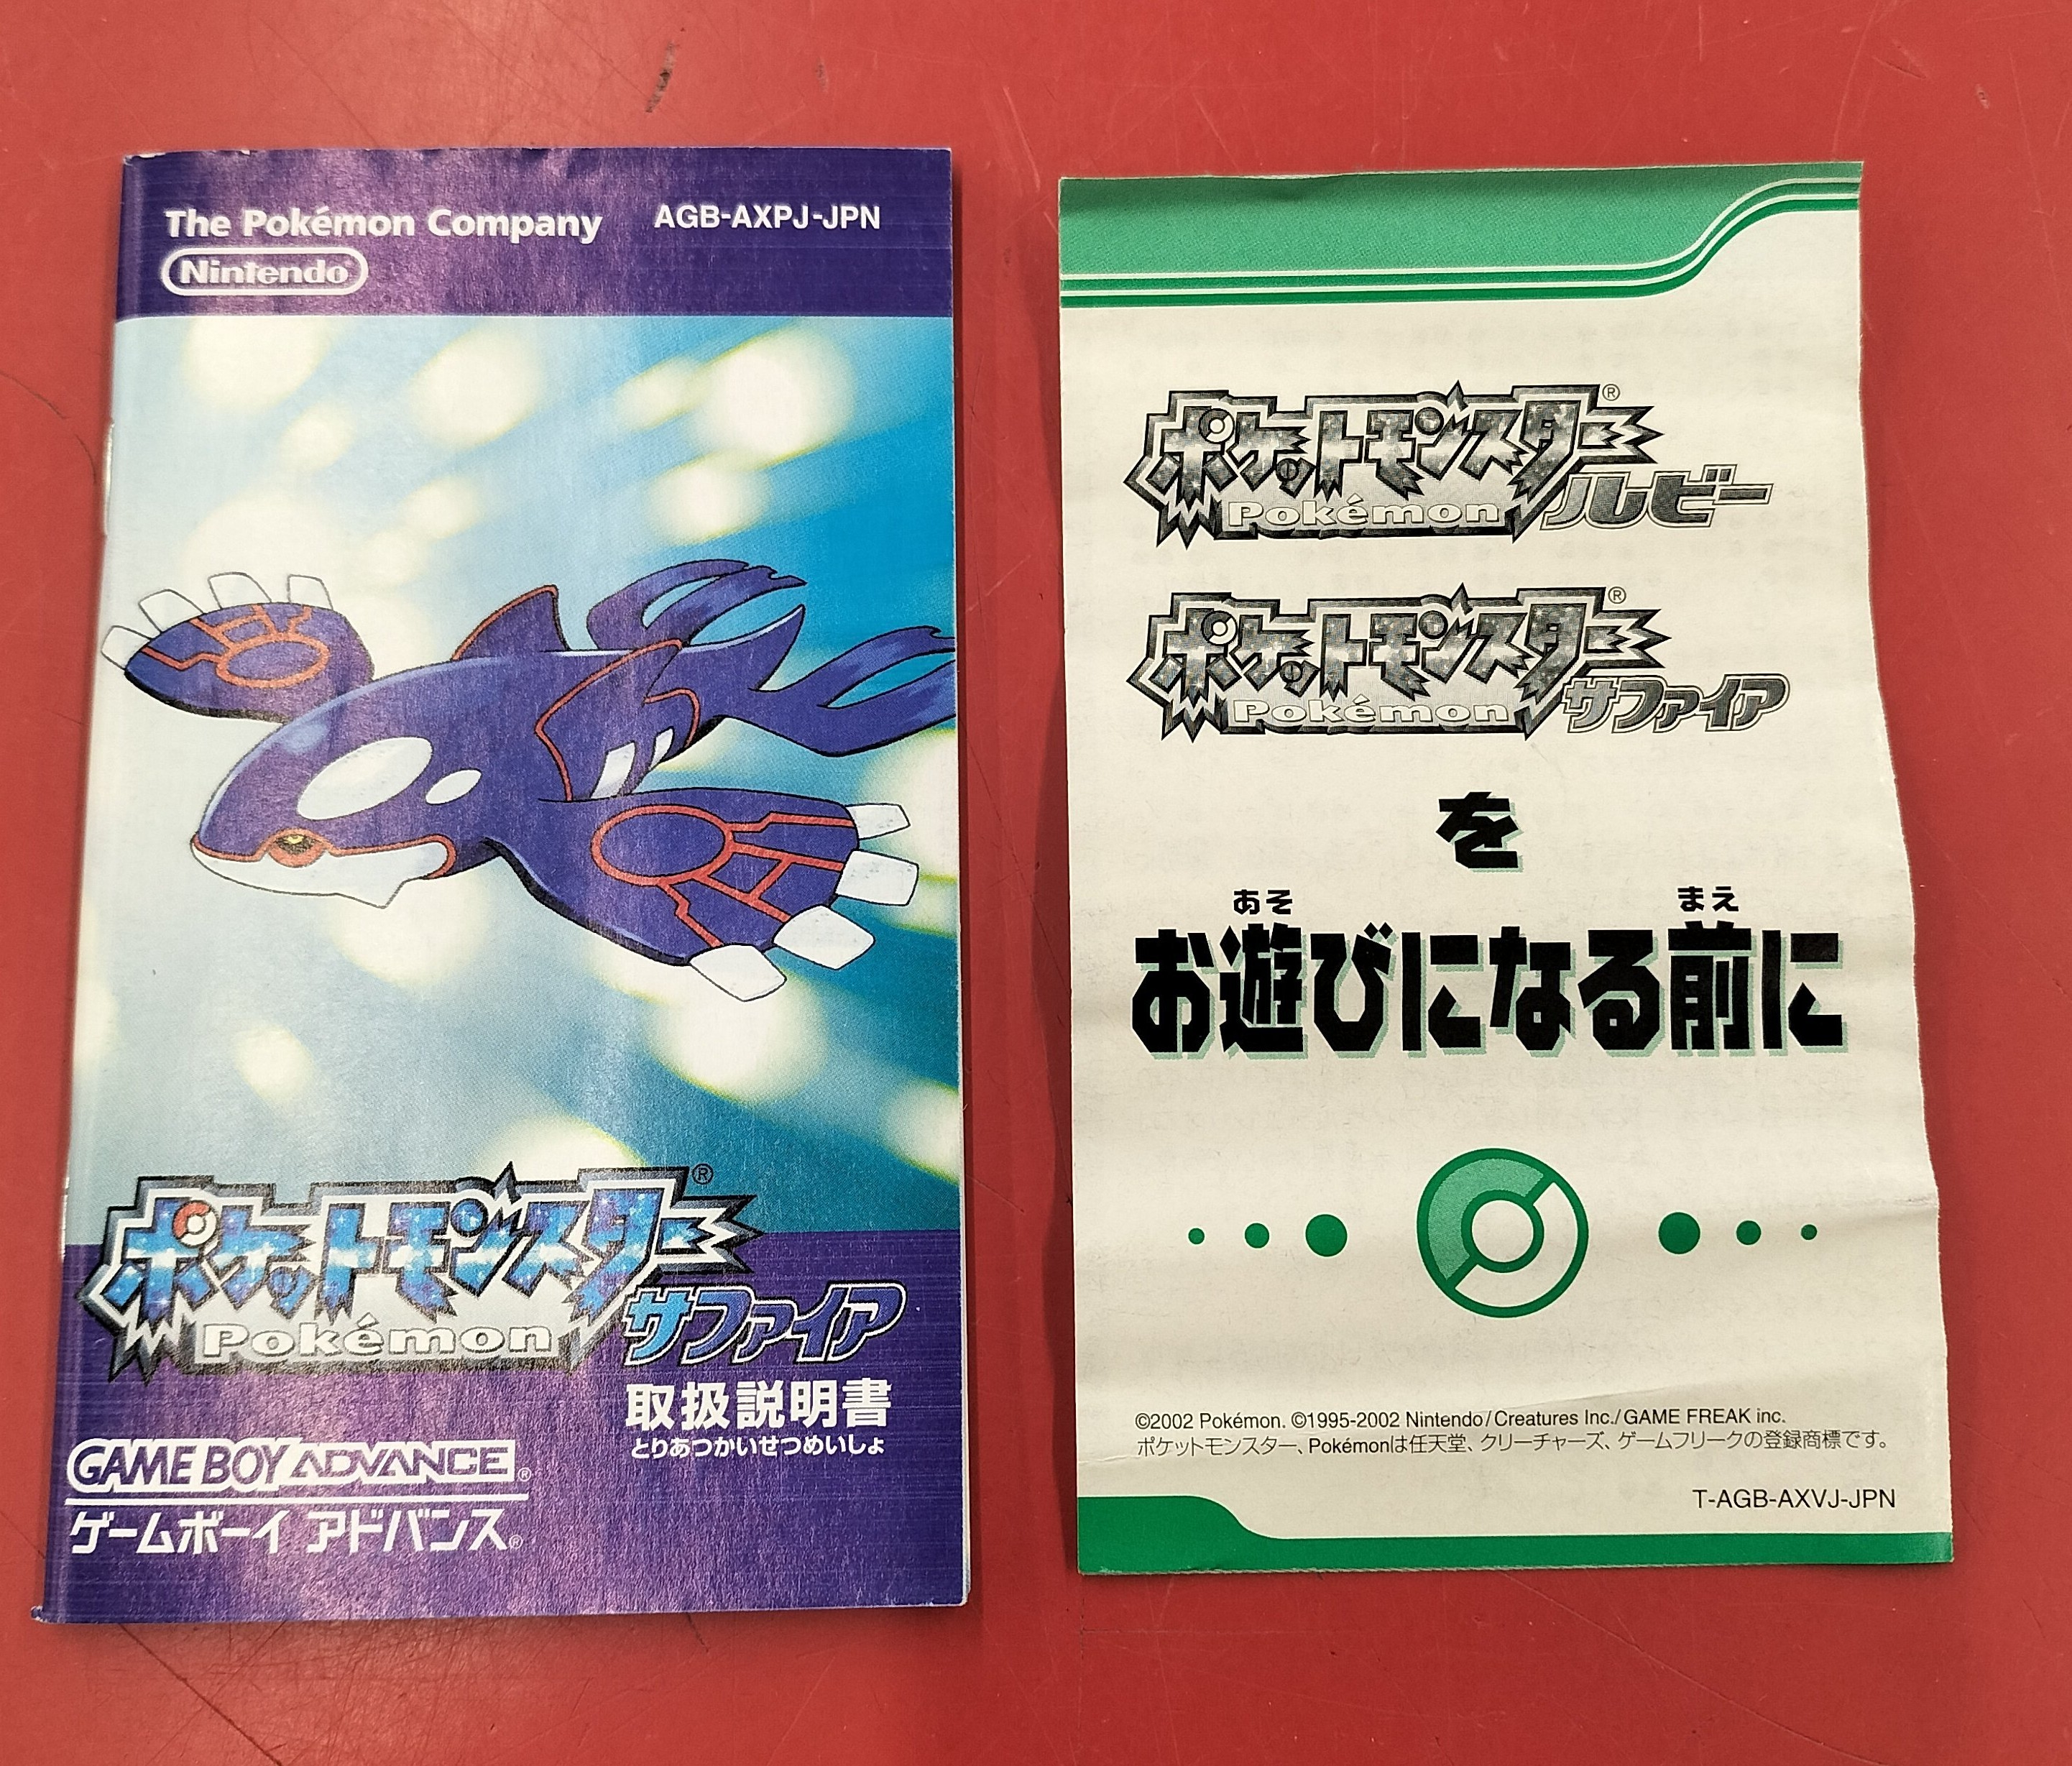 The Pokémon Company AGB-AXPJ-JPN
Nintendo
ポケットモンスター®
Pokémon サファイア
取扱説明書
とりあつかいせつめいしょ
GAME BOY ADVANCE®
ゲームボーイ アドバンス®
ポケットモンスター®
Pokémon ルビー
ポケットモンスター®
Pokémon サファイア
を
あそ まえ
お遊びになる前に
©2002 Pokémon. ©1995-2002 Nintendo/Creatures Inc./GAME FREAK inc.
ポケットモンスター、Pokémonは任天堂、クリーチャーズ、ゲームフリークの登録商標です。
T-AGB-AXVJ-JPN